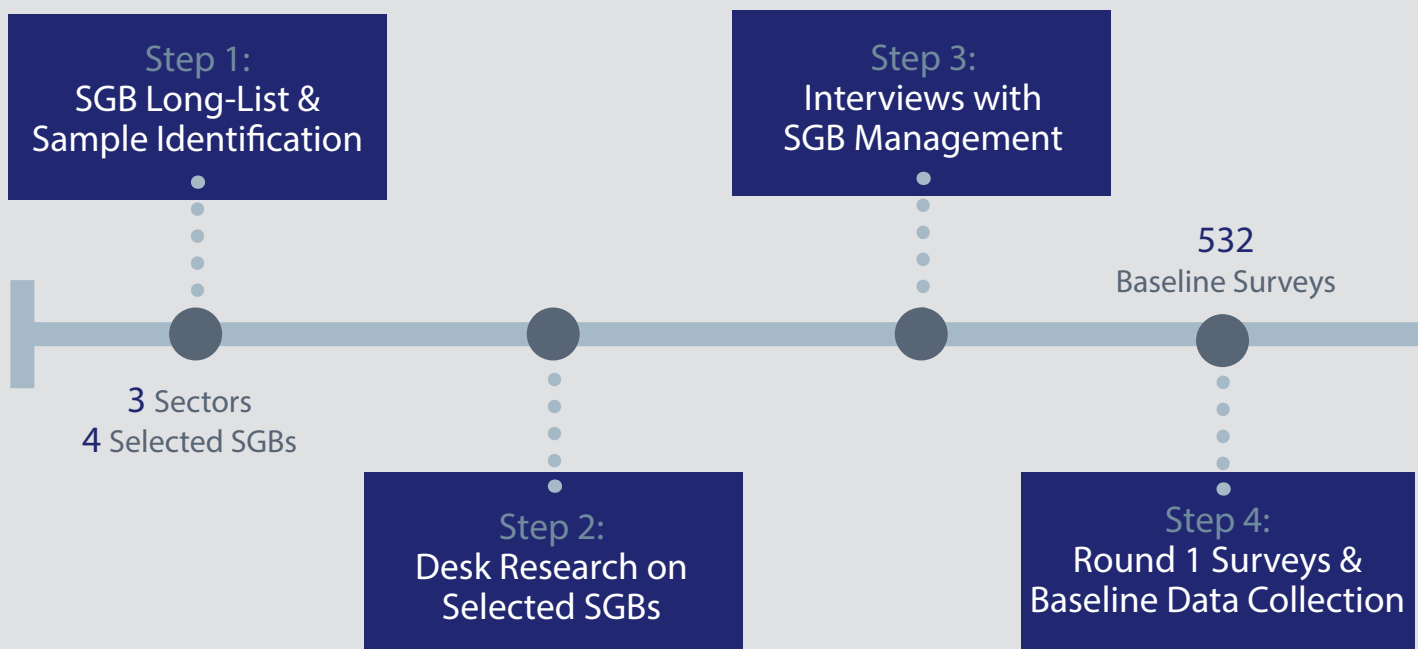 Step 1:
SGB Long-List &
Sample Identification
3 Sectors
4 Selected SGBs
Step 2:
Desk Research on
Selected SGBs
Step 3:
Interviews with
SGB Management
532
Baseline Surveys
Step 4:
Round 1 Surveys &
Baseline Data Collection